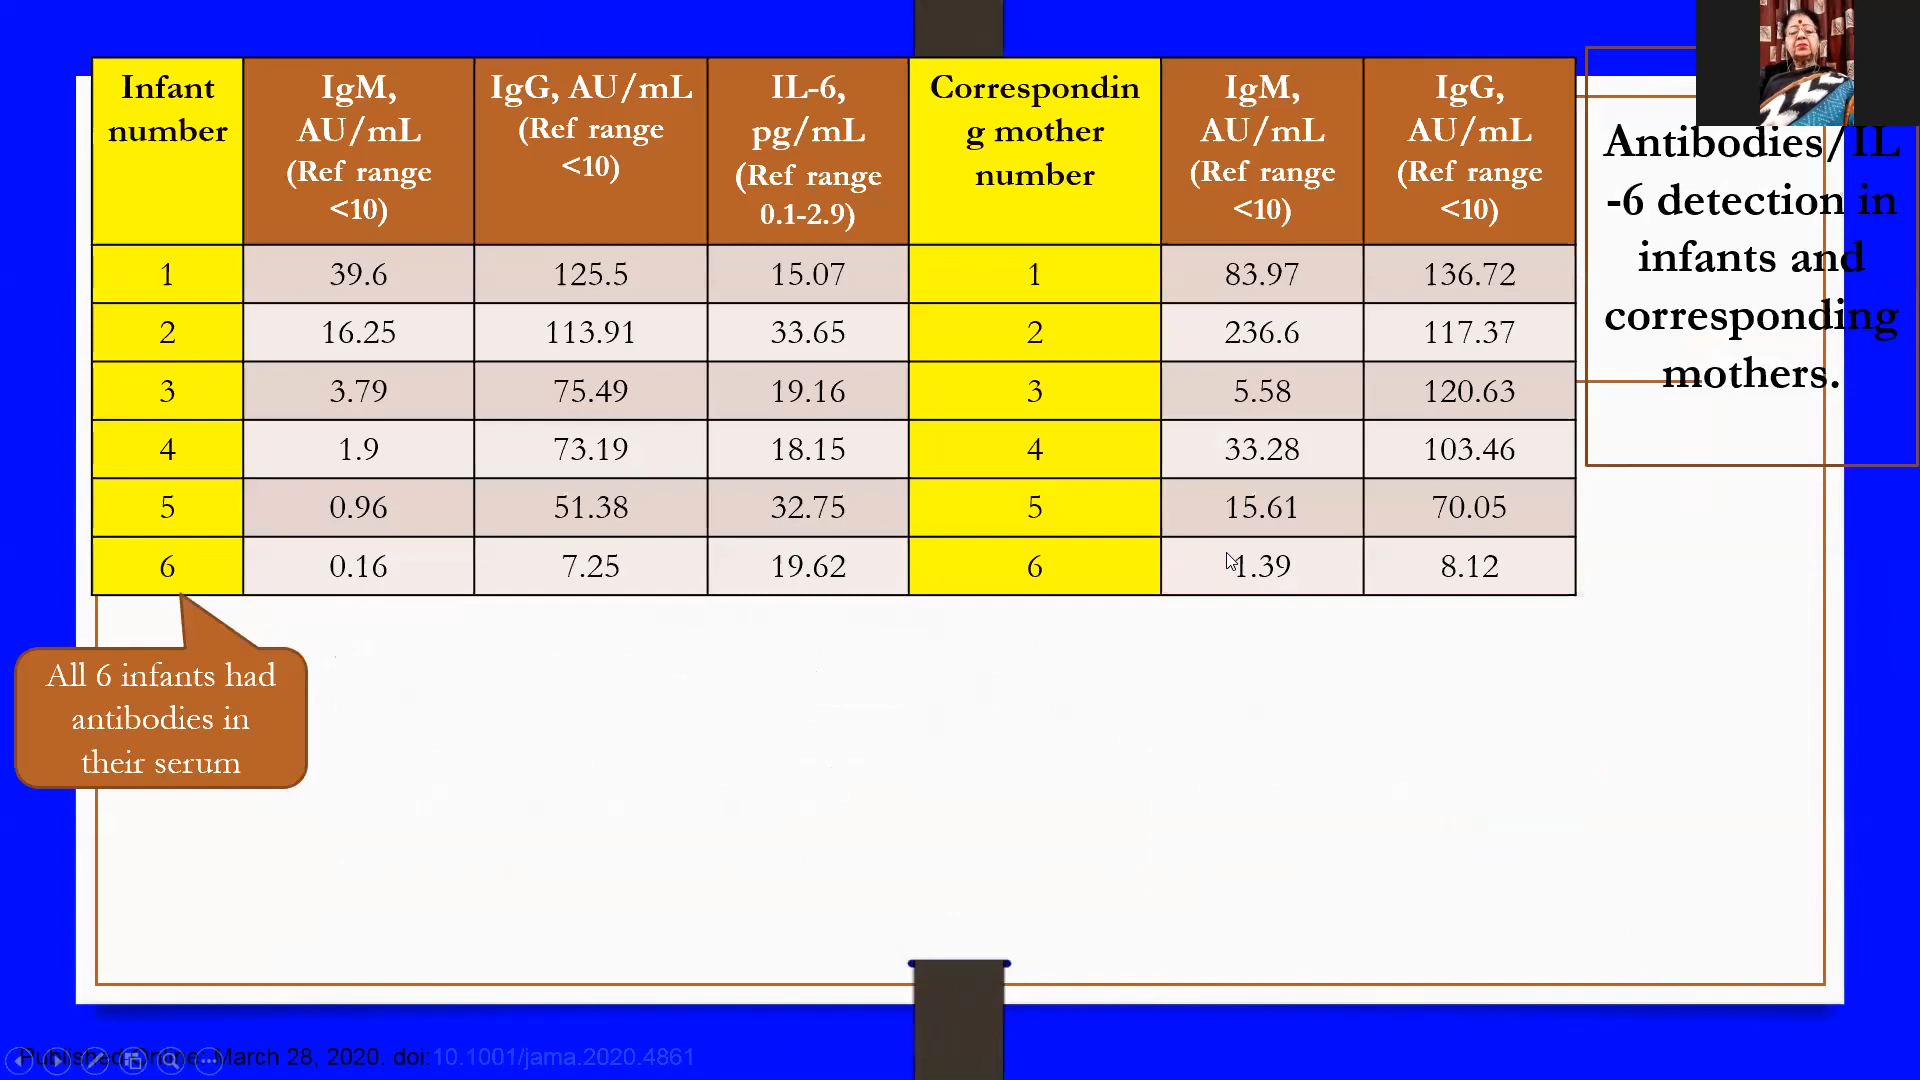 Infant
number
IgM,
AU/mL
(Ref range
<10)
IgG, AU/mL
(Ref range
<10)
IL-6,
pg/mL
(Ref range
0.1-2.9)
Correspondin
g mother
number
IgM,
AU/mL
(Ref range
<10)
IgG,
AU/mL
(Ref range
<10)
1 39.6 125.5 15.07 1 83.97 136.72
2 16.25 113.91 33.65 2 236.6 117.37
3 3.79 75.49 19.16 3 5.58 120.63
4 1.9 73.19 18.15 4 33.28 103.46
5 0.96 51.38 32.75 5 15.61 70.05
6 0.16 7.25 19.62 6 1.39 8.12
Antibodies/IL
-6 detection in
infants and
corresponding
mothers.
All 6 infants had
antibodies in
their serum
Published Online: March 28, 2020. doi:10.1001/jama.2020.4861